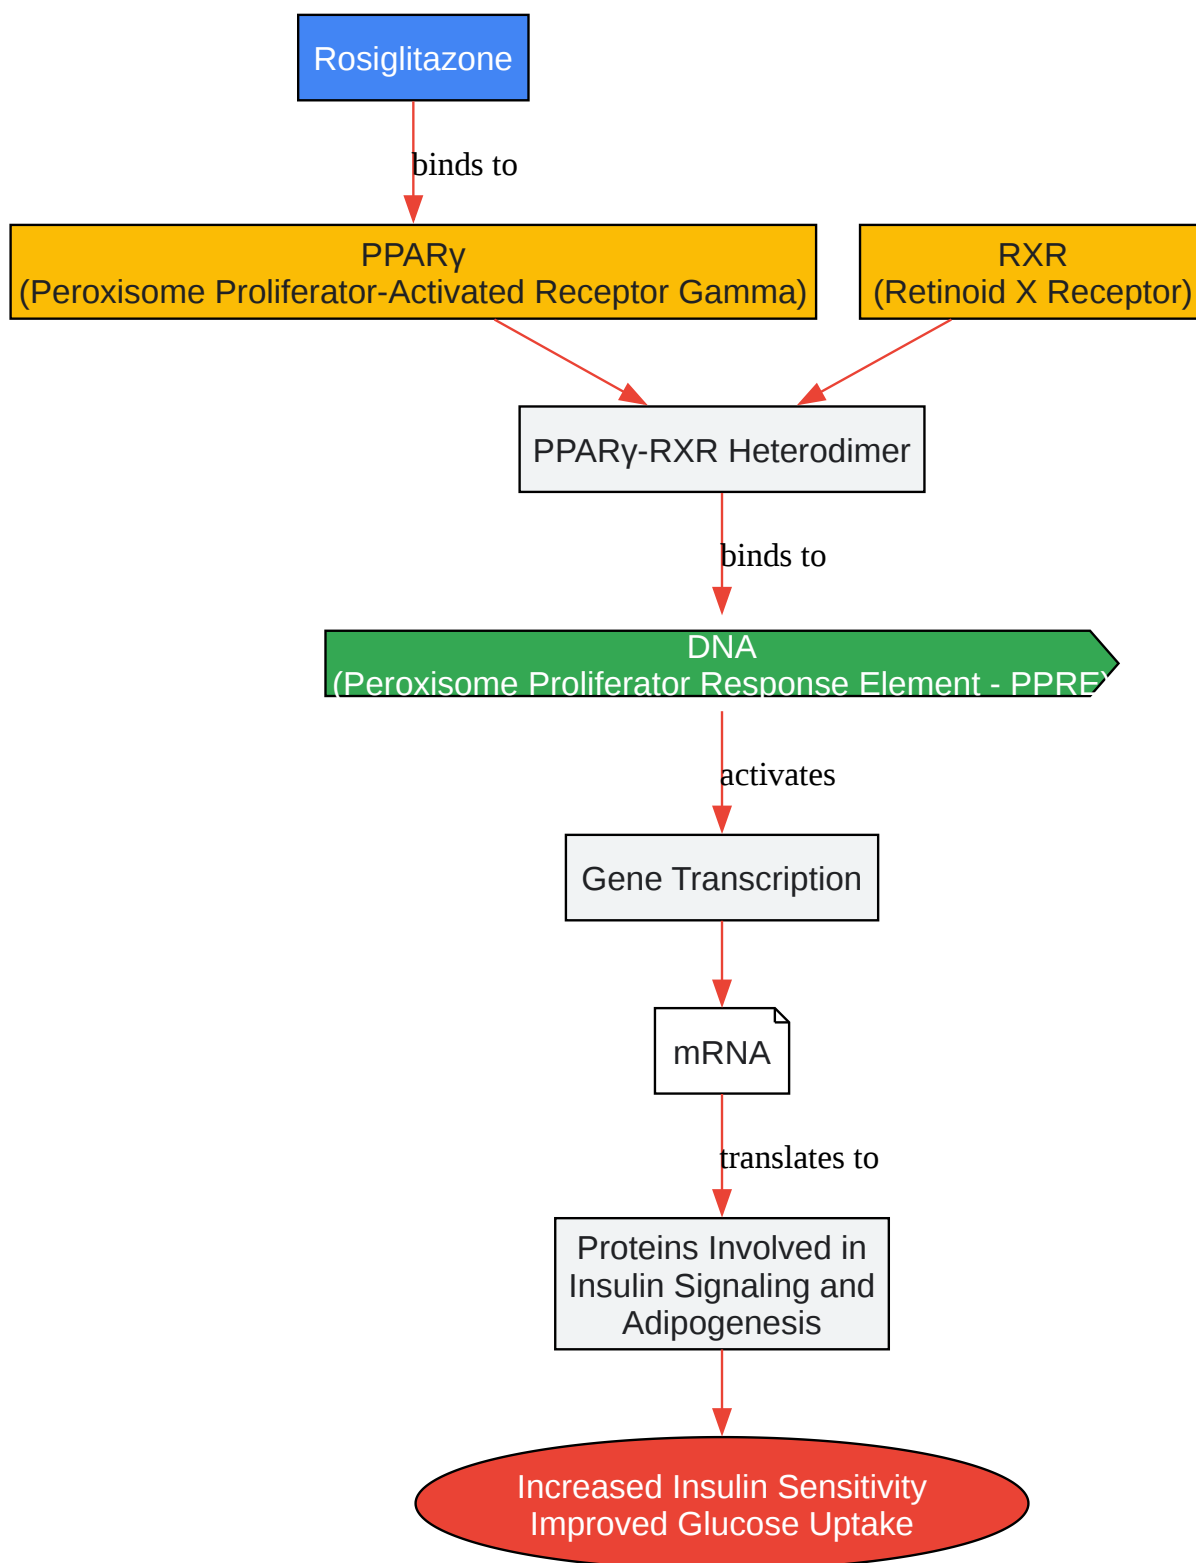 Rosiglitazone
binds to
PPARγ
(Peroxisome Proliferator-Activated Receptor Gamma)
RXR
(Retinoid X Receptor)
PPARγ-RXR Heterodimer
binds to
DNA
(Peroxisome Proliferator Response Element - PPRE)
activates
Gene Transcription
mRNA
translates to
Proteins Involved in
Insulin Signaling and
Adipogenesis
Increased Insulin Sensitivity
Improved Glucose Uptake